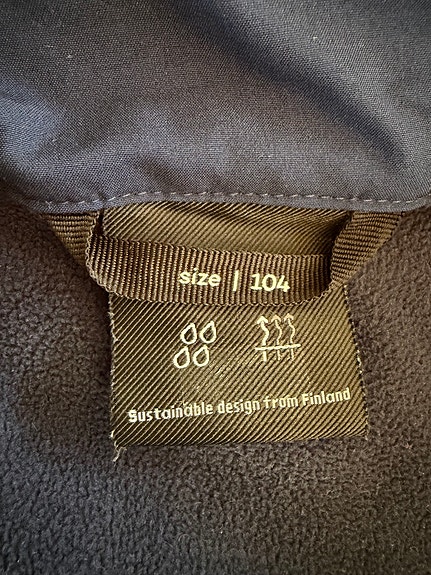 size | 104
Sustainable design from Finland